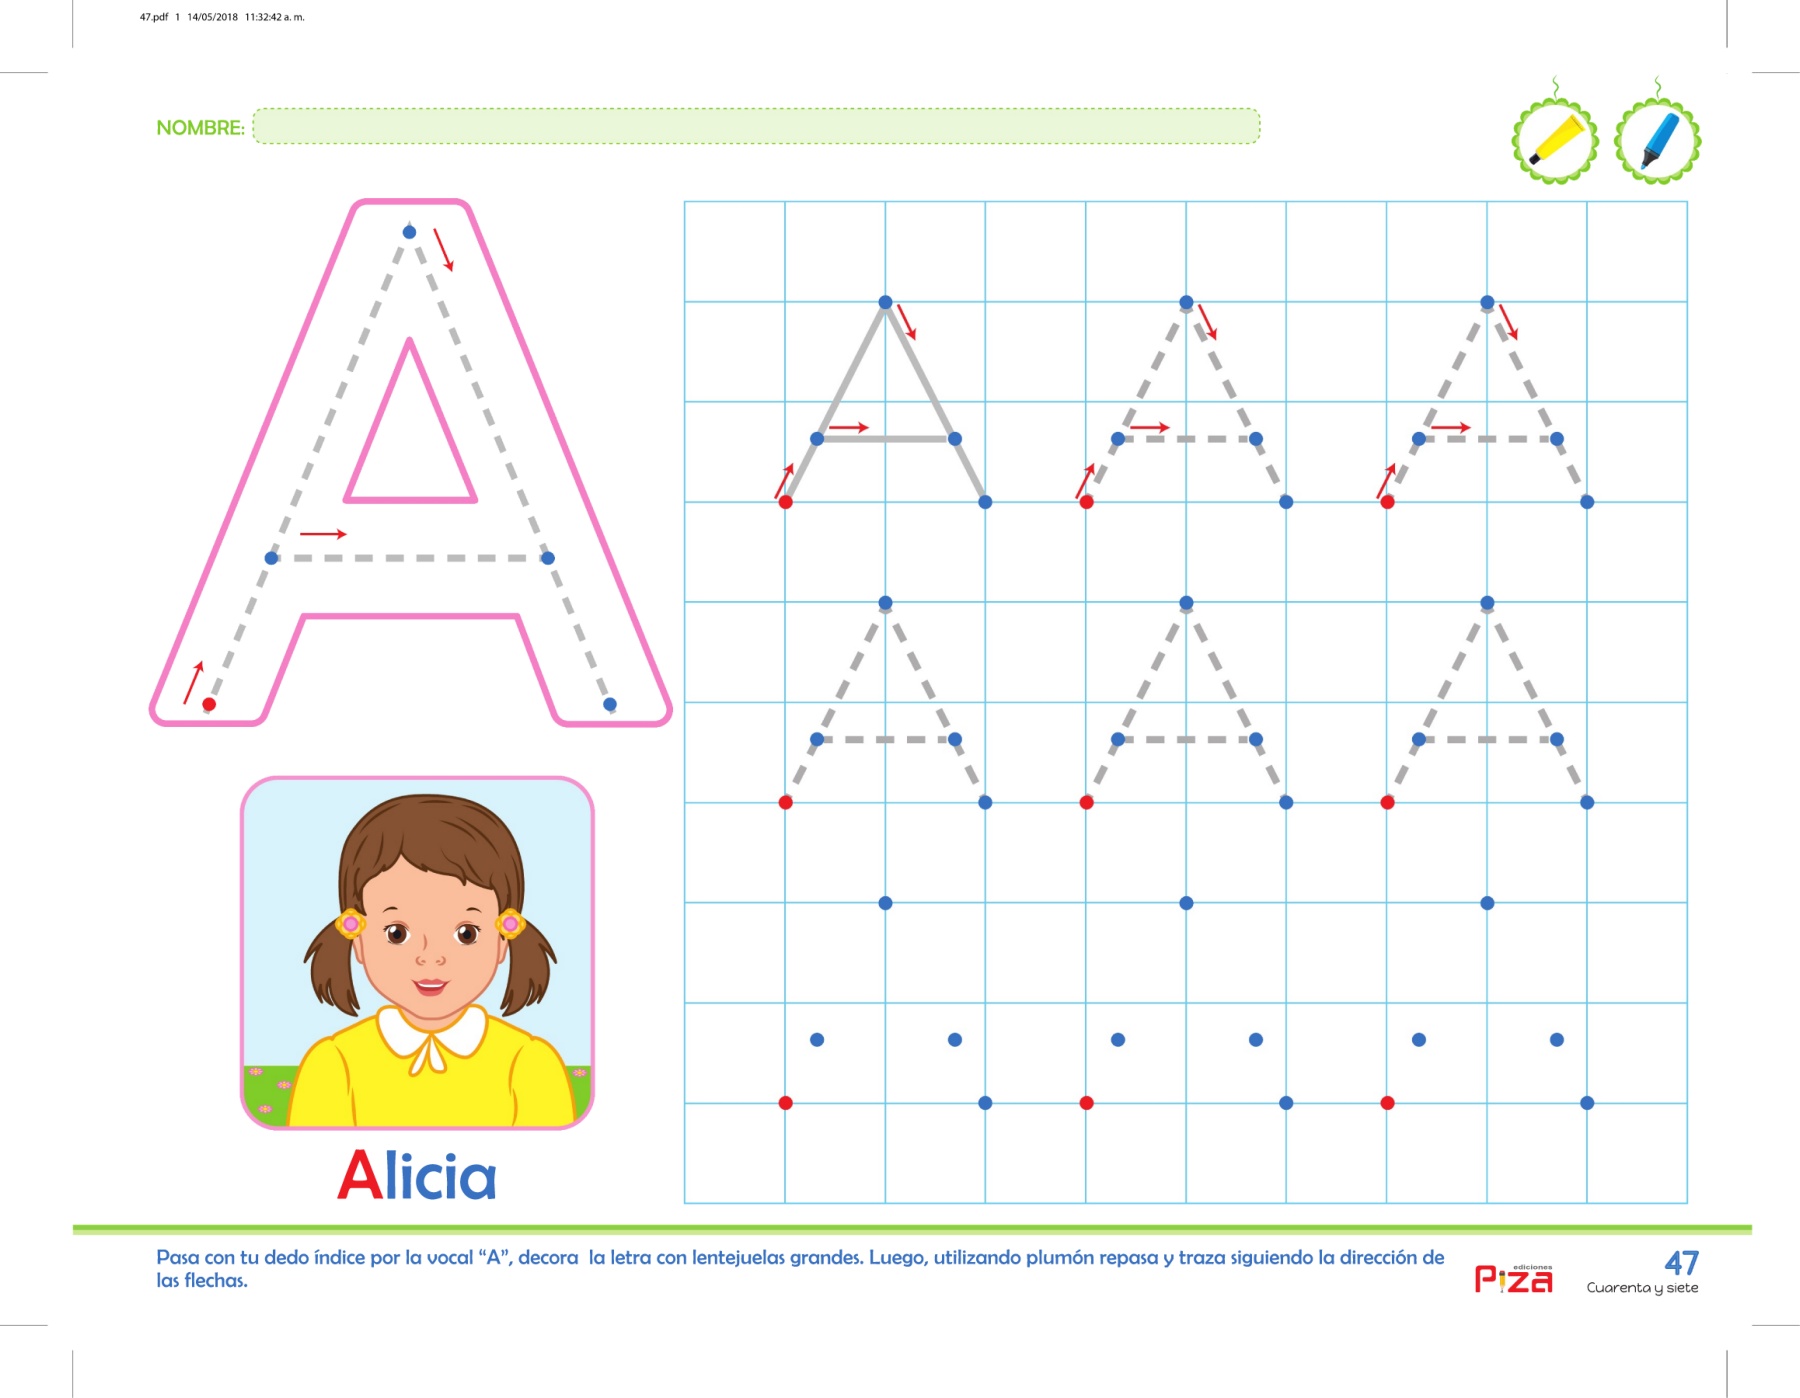 47.pdf 1 14/05/2018 11:32:42 a. m.
NOMBRE:
A
A A A
A A A
Alicia
Pasa con tu dedo índice por la vocal “A”, decora la letra con lentejuelas grandes. Luego, utilizando plumón repasa y traza siguiendo la dirección de
las flechas.
ediciones
Piza
47
Cuarenta y siete